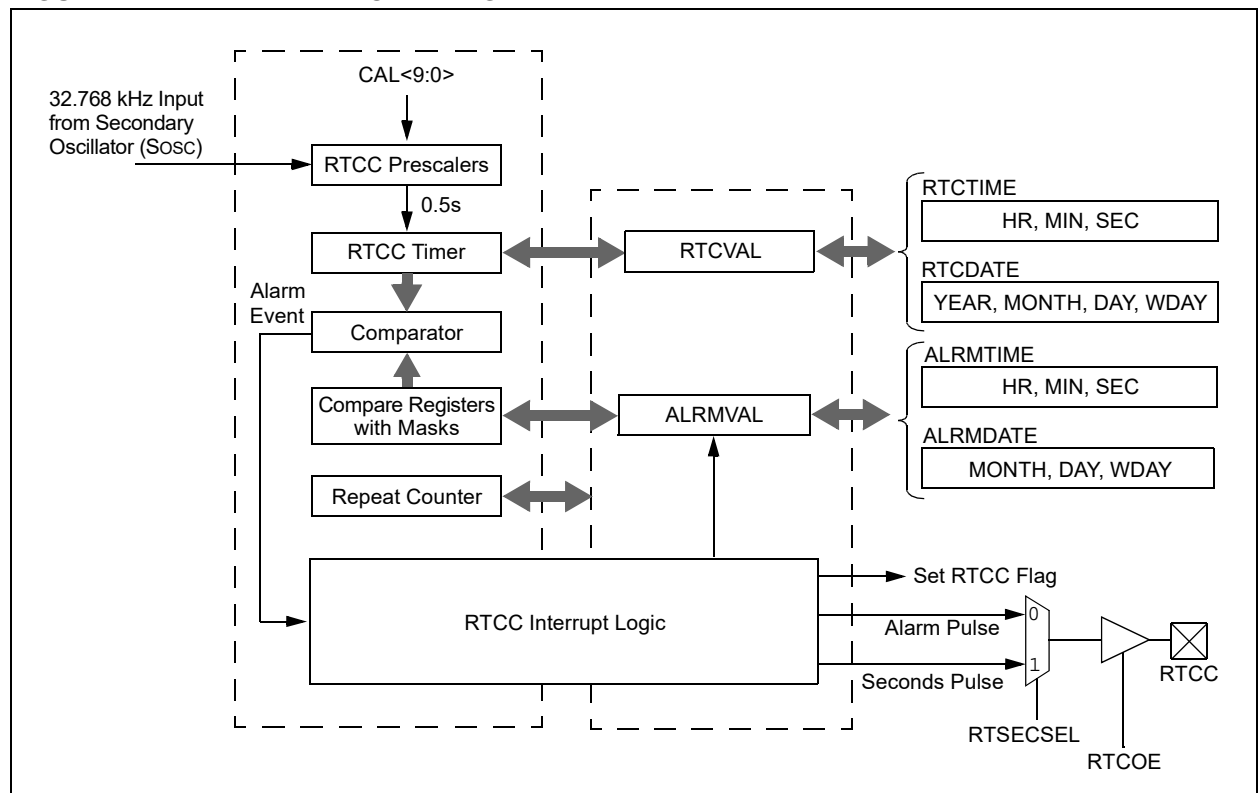 CAL<9:0>
32.768 kHz Input
from Secondary
Oscillator (SOSC)
RTCC Prescalers
0.5s
RTCC Timer
RTCVAL
RTCTIME
HR, MIN, SEC
RTCDATE
YEAR, MONTH, DAY, WDAY
Alarm
Event
Comparator
Compare Registers
with Masks
ALRMVAL
ALRMTIME
HR, MIN, SEC
ALRMDATE
MONTH, DAY, WDAY
Repeat Counter
RTCC Interrupt Logic
Set RTCC Flag
Alarm Pulse
0
Seconds Pulse
1
RTCC
RTSECSEL
RTCOE